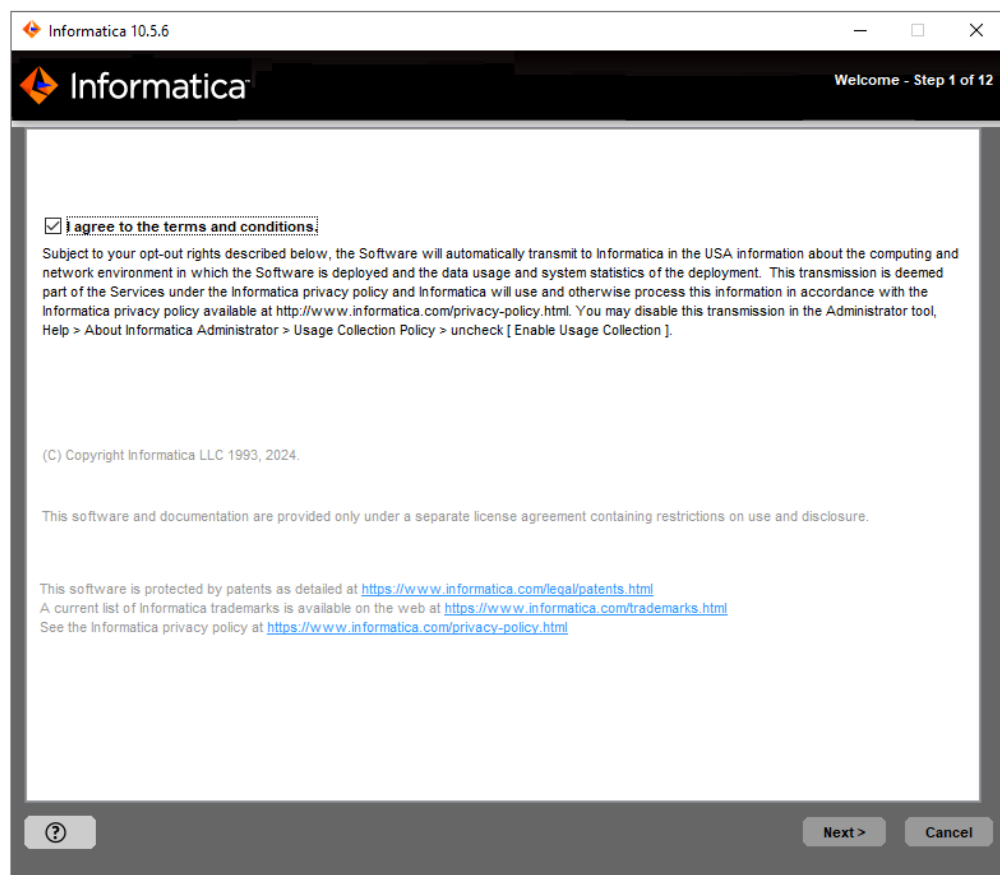 Informatica 10.5.6
Informatica™
Welcome - Step 1 of 12
I agree to the terms and conditions.
Subject to your opt-out rights described below, the Software will automatically transmit to Informatica in the USA information about the computing and
network environment in which the Software is deployed and the data usage and system statistics of the deployment.  This transmission is deemed
part of the Services under the Informatica privacy policy and Informatica will use and otherwise process this information in accordance with the
Informatica privacy policy available at http://www.informatica.com/privacy-policy.html. You may disable this transmission in the Administrator tool,
Help > About Informatica Administrator > Usage Collection Policy > uncheck [ Enable Usage Collection ].
(C) Copyright Informatica LLC 1993, 2024.
This software and documentation are provided only under a separate license agreement containing restrictions on use and disclosure.
This software is protected by patents as detailed at https://www.informatica.com/legal/patents.html
A current list of Informatica trademarks is available on the web at https://www.informatica.com/trademarks.html
See the Informatica privacy policy at https://www.informatica.com/privacy-policy.html
?
Next >
Cancel